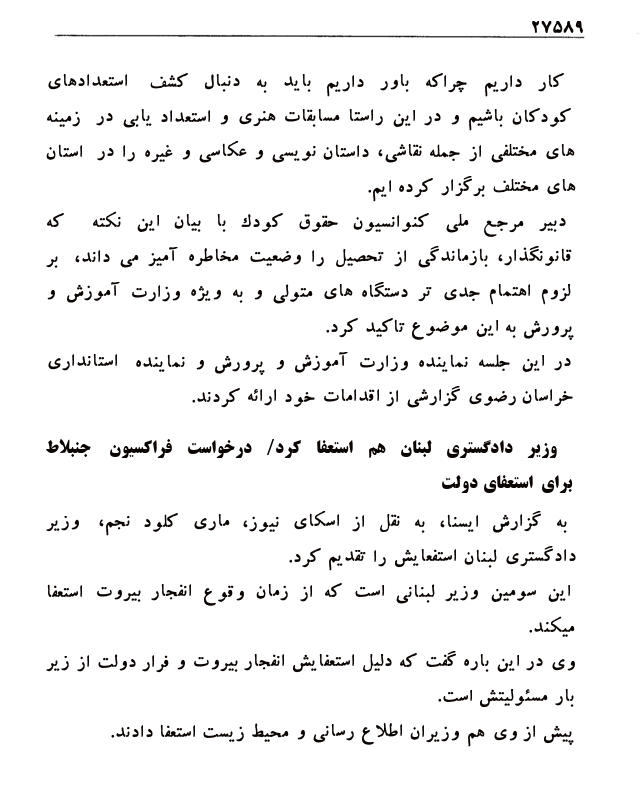 ۲۷۵۸۹
کار داریم چراکه باور داریم باید به دنبال کشف استعدادهای
کودکان باشیم و در این راستا مسابقات هنری و استعداد یابی در زمینه
های مختلفی از جمله نقاشی، داستان نویسی و عکاسی و غیره را در استان
های مختلف برگزار کرده ایم.
دبیر مرجع ملی کنوانسیون حقوق کودک با بیان این نکته که
قانونگذار، بازماندگی از تحصیل را وضعیت مخاطره آمیز می داند، بر
لزوم اهتمام جدی تر دستگاه های متولی و به ویژه وزارت آموزش و
پرورش به این موضوع تاکید کرد.
در این جلسه نماینده وزارت آموزش و پرورش و نماینده استانداری
خراسان رضوی گزارشی از اقدامات خود ارائه کردند.
وزیر دادگستری لبنان هم استعفا کرد/ درخواست فراکسیون جنبلاط
برای استعفای دولت
به گزارش ایسنا، به نقل از اسکای نیوز، ماری کلود نجم، وزیر
دادگستری لبنان استفعایش را تقدیم کرد.
این سومین وزیر لبنانی است که از زمان وقوع انفجار بیروت استعفا
میکند.
وی در این باره گفت که دلیل استعفایش انفجار بیروت و فرار دولت از زیر
بار مسئولیتش است.
پیش از وی هم وزیران اطلاع رسانی و محیط زیست استعفا دادند.